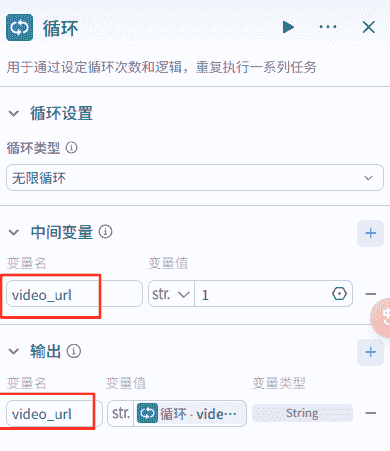 循环
用于通过设定循环次数和逻辑，重复执行一系列任务
循环设置
循环类型
无限循环
中间变量
变量名 变量值
video_url str. 1
输出
变量名 变量值 变量类型
video_url str. 循环 - vide··· String